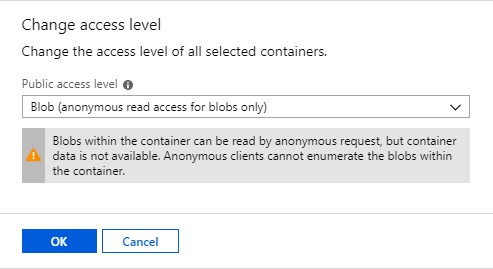 Change access level
Change the access level of all selected containers.
Public access level
Blob (anonymous read access for blobs only)
Blobs within the container can be read by anonymous request, but container
data is not available. Anonymous clients cannot enumerate the blobs within
the container.
OK
Cancel